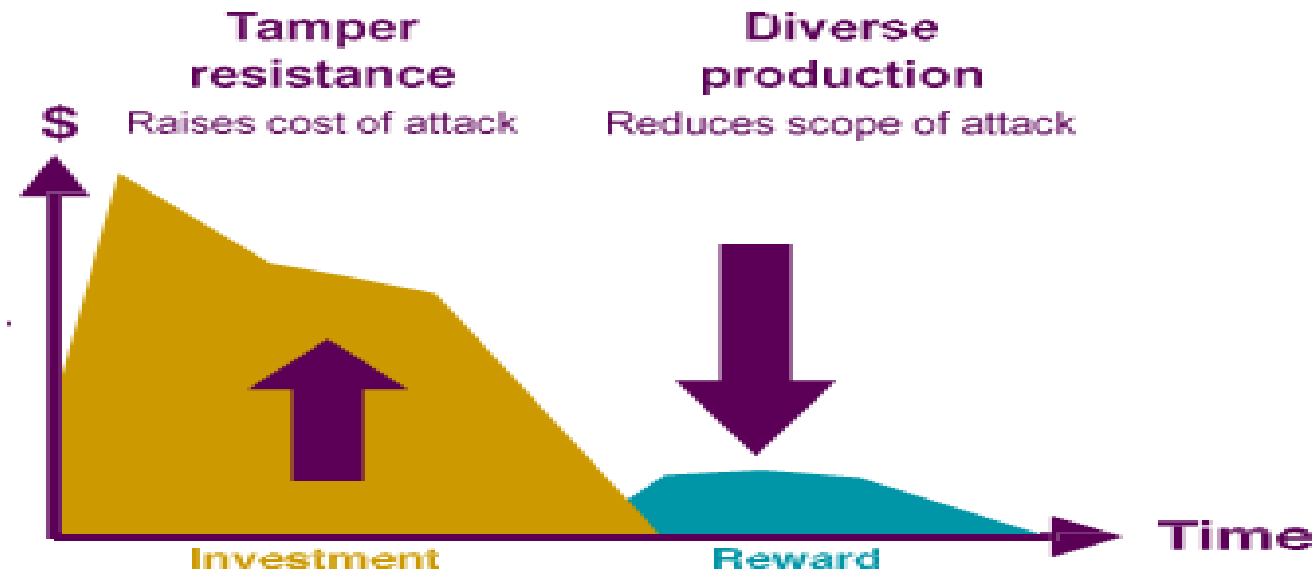 Tamper
resistance
Raises cost of attack
Diverse
production
Reduces scope of attack
$
Time
Investment
Reward